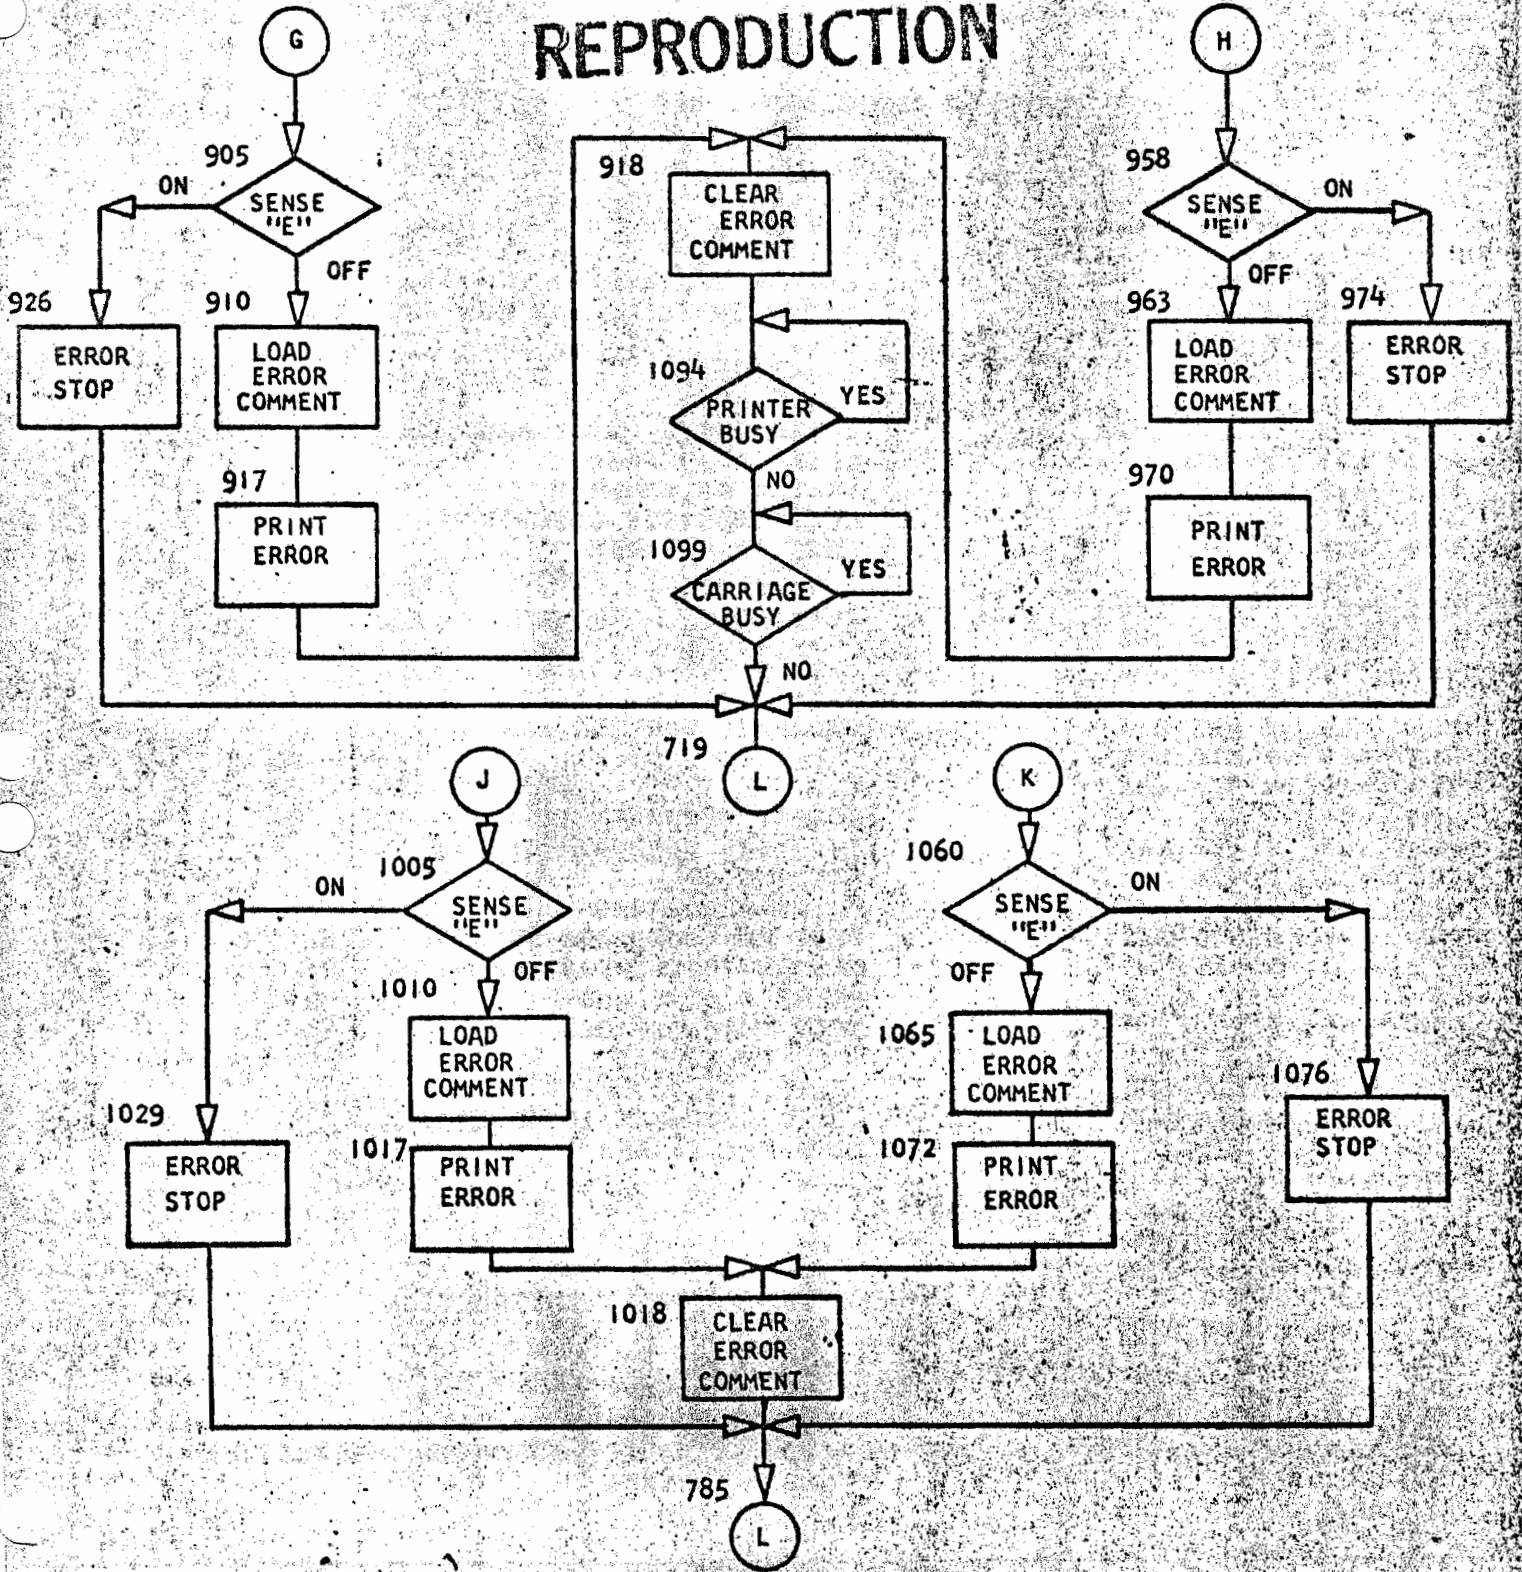 REPRODUCTION
G
H
905
ON
SENSE
"E"
OFF
926
ERROR
STOP
910
LOAD
ERROR
COMMENT
917
PRINT
ERROR
918
CLEAR
ERROR
COMMENT
1094
PRINTER
BUSY
YES
NO
1099
CARRIAGE
BUSY
YES
NO
719
L
958
SENSE
"E"
ON
OFF
963
LOAD
ERROR
COMMENT
974
ERROR
STOP
970
PRINT
ERROR
J
1005
ON
SENSE
"E"
OFF
1010
LOAD
ERROR
COMMENT
1029
ERROR
STOP
1017
PRINT
ERROR
K
1060
SENSE
"E"
ON
OFF
1065
LOAD
ERROR
COMMENT
1076
ERROR
STOP
1072
PRINT
ERROR
1018
CLEAR
ERROR
COMMENT
785
L